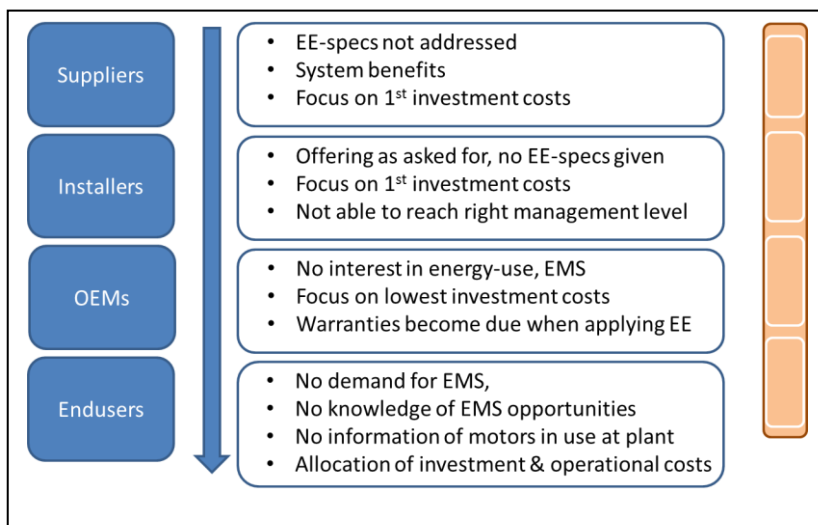 Suppliers
• EE-specs not addressed
• System benefits
• Focus on 1st investment costs
Installers
• Offering as asked for, no EE-specs given
• Focus on 1st investment costs
• Not able to reach right management level
OEMs
• No interest in energy-use, EMS
• Focus on lowest investment costs
• Warranties become due when applying EE
Endusers
• No demand for EMS,
• No knowledge of EMS opportunities
• No information of motors in use at plant
• Allocation of investment & operational costs